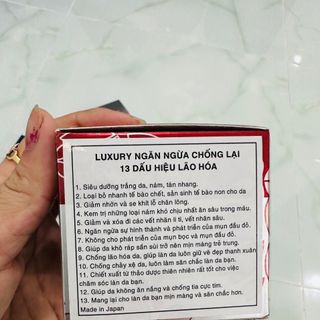 LUXURY NGĂN NGỪA CHỐNG LẠI
13 DẤU HIỆU LÃO HÓA
1. Siêu dưỡng trắng da, nám, tàn nhang.
2. Loại bỏ nhanh tế bào chết, sản sinh tế bào non cho da
3. Giảm nhờn và se khít lỗ chân lông.
4. Kem trị những loại nám khó chịu nhất ăn sâu trong máu.
5. Giảm và xóa đi các vết nhăn li ti, vết nhăn sâu.
6. Ngăn ngừa sự hình thành và phát triển của mụn đầu đỏ.
7. Không cho phát triển của mụn bọc và mụn đầu đỏ.
8. Giúp da khô ráp sần sùi trở nên mịn màng trẻ trung.
9. Chống lão hóa da, giúp làn da luôn giữ vẻ đẹp thanh xuân
10. Chống chảy xệ da, luôn làm săn chắc làn da bạn.
11. Chiết xuất từ thảo dược thiên nhiên rất tốt cho việc
chăm sóc làn da bạn.
12. Giúp da không ăn nắng và chống tia cực tím.
13. Mang lại cho làn da bạn mịn màng và săn chắc hơn.
Made in Japan